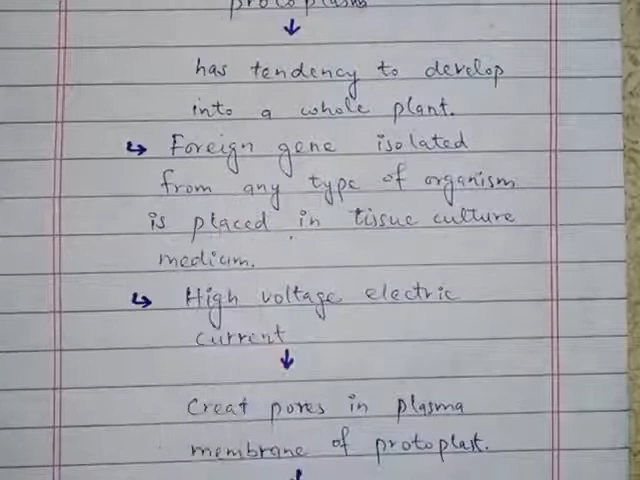 protoplasm
↓
has tendency to develop
into a whole plant.
↳ Foreign gene isolated
from any type of organism
is placed in tissue culture
medium.
↳ High voltage electric
current
↓
Creat pores in plasma
membrane of protoplast.
↓